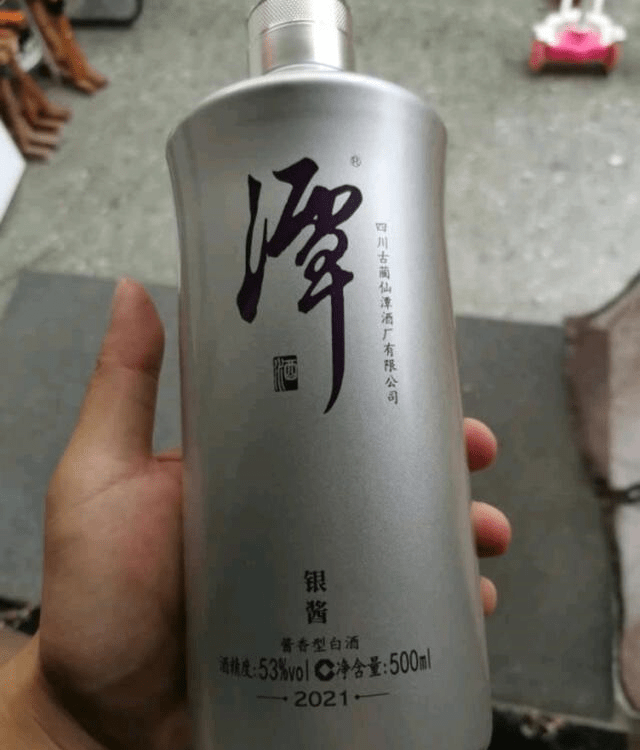 潭®
酒
四川古蔺仙潭酒厂有限公司
银酱
酱香型白酒
酒精度:53%vol 净含量:500ml
2021